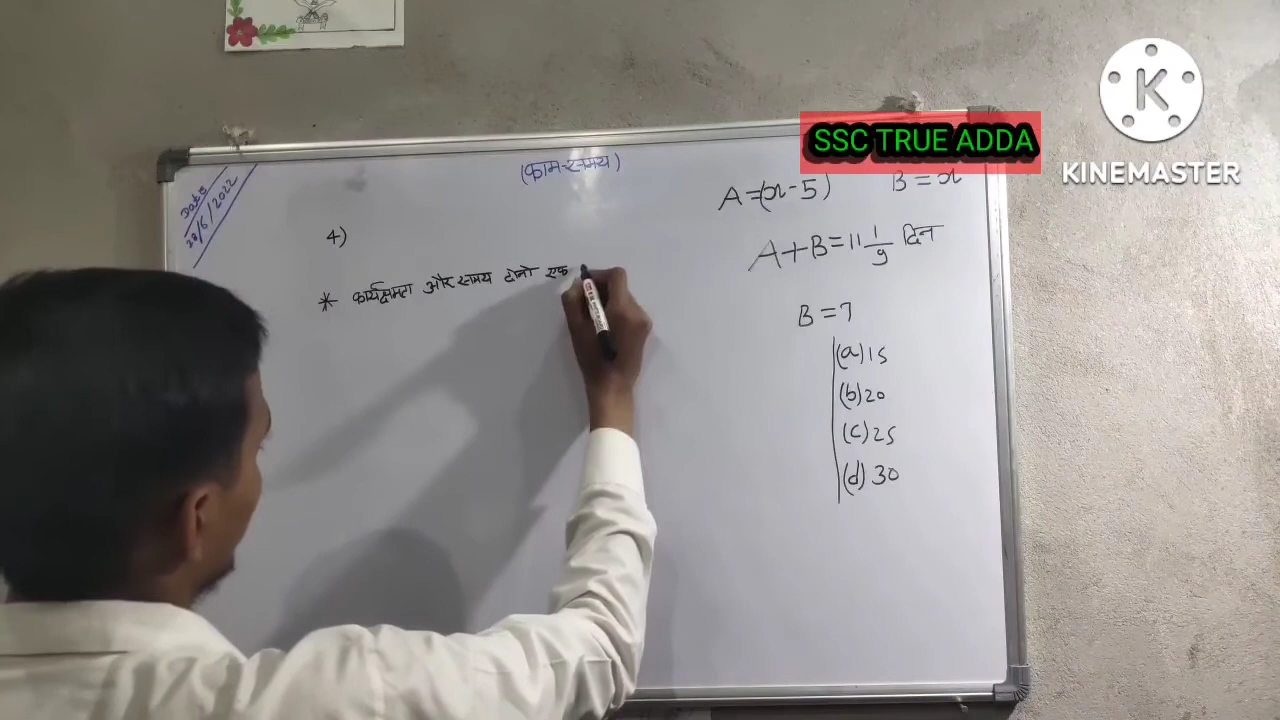 SSC TRUE ADDA
KINEMASTER
Date
28/6/2022
(काम-समय)
A=(x-5) B=x
A+B=11 1/9 दिन
4)
* कार्यक्षमता और समय दोनो एक
B=?
(a)15
(b)20
(c)25
(d)30